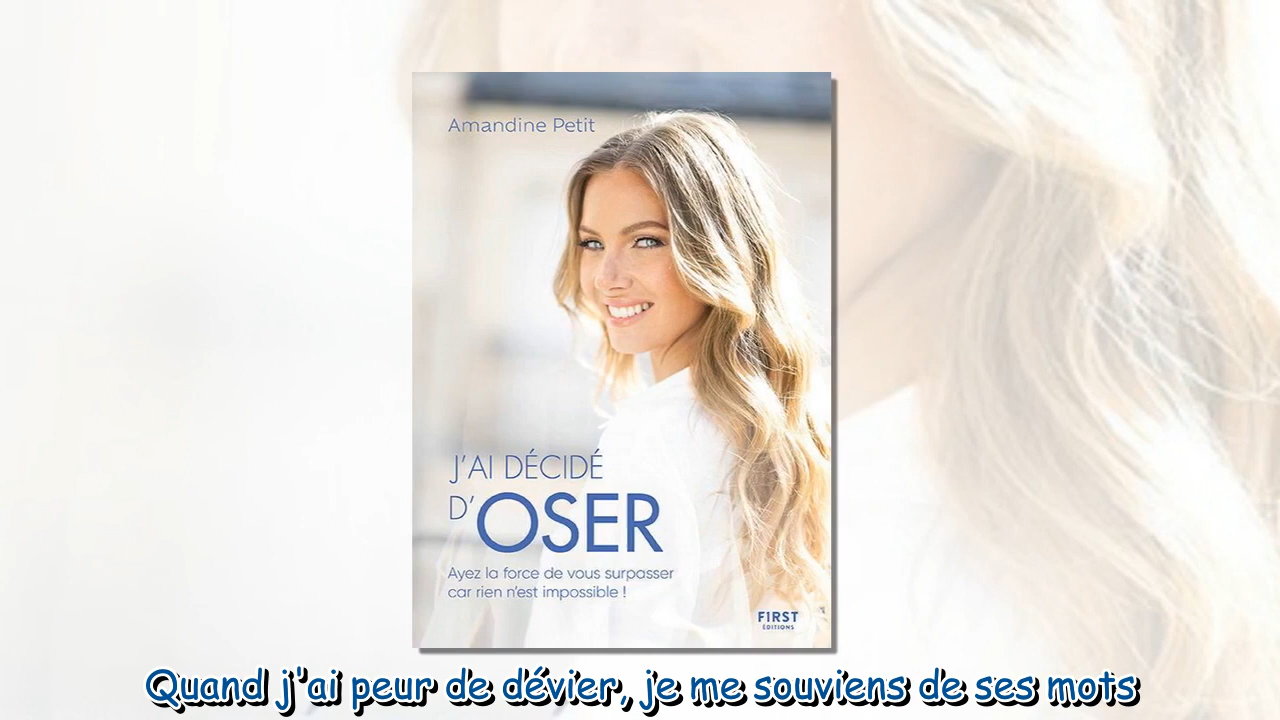 Amandine Petit
J'AI DÉCIDÉ
D'OSER
Ayez la force de vous surpasser
car rien n'est impossible !
FIRST
ÉDITIONS
Quand j'ai peur de dévier, je me souviens de ses mots